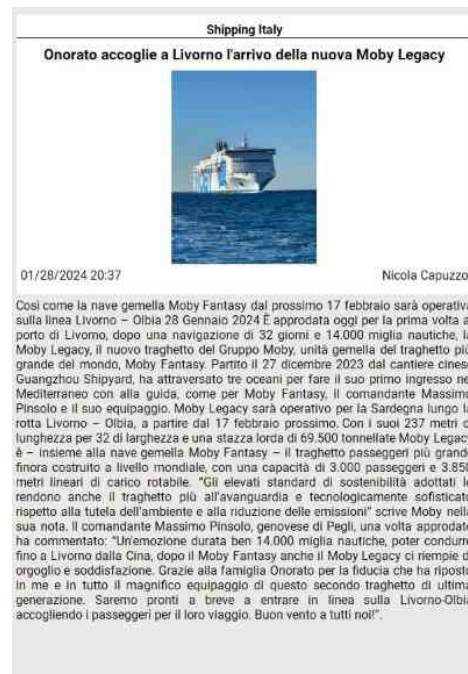 Shipping Italy
Onorato accoglie a Livorno l'arrivo della nuova Moby Legacy
01/28/2024 20:37 Nicola Capuzzo
Così come la nave gemella Moby Fantasy dal prossimo 17 febbraio sarà operativa
sulla linea Livorno – Olbia 28 Gennaio 2024 È approdata oggi per la prima volta a
porto di Livorno, dopo una navigazione di 32 giorni e 14.000 miglia nautiche, la
Moby Legacy, il nuovo traghetto del Gruppo Moby, unità gemella del traghetto più
grande del mondo, Moby Fantasy. Partito il 27 dicembre 2023 dal cantiere cinese
Guangzhou Shipyard, ha attraversato tre oceani per fare il suo primo ingresso ne
Mediterraneo con alla guida, come per Moby Fantasy, il comandante Massimo
Pinsolo e il suo equipaggio. Moby Legacy sarà operativo per la Sardegna lungo l
rotta Livorno – Olbia, a partire dal 17 febbraio prossimo. Con i suoi 237 metri d
lunghezza per 32 di larghezza e una stazza lorda di 69.500 tonnellate Moby Legac
è – insieme alla nave gemella Moby Fantasy – il traghetto passeggeri più grande
finora costruito a livello mondiale, con una capacità di 3.000 passeggeri e 3.850
metri lineari di carico rotabile. “Gli elevati standard di sostenibilità adottati l
rendono anche il traghetto più all'avanguardia e tecnologicamente sofisticato
rispetto alla tutela dell'ambiente e alla riduzione delle emissioni” scrive Moby nella
sua nota. Il comandante Massimo Pinsolo, genovese di Pegli, una volta approdato
ha commentato: “Un'emozione durata ben 14.000 miglia nautiche, poter condurre
fino a Livorno dalla Cina, dopo il Moby Fantasy anche il Moby Legacy ci riempie d
orgoglio e soddisfazione. Grazie alla famiglia Onorato per la fiducia che ha riposto
in me e in tutto il magnifico equipaggio di questo secondo traghetto di ultima
generazione. Saremo pronti a breve a entrare in linea sulla Livorno-Olbia
accogliendo i passeggeri per il loro viaggio. Buon vento a tutti noi!”.